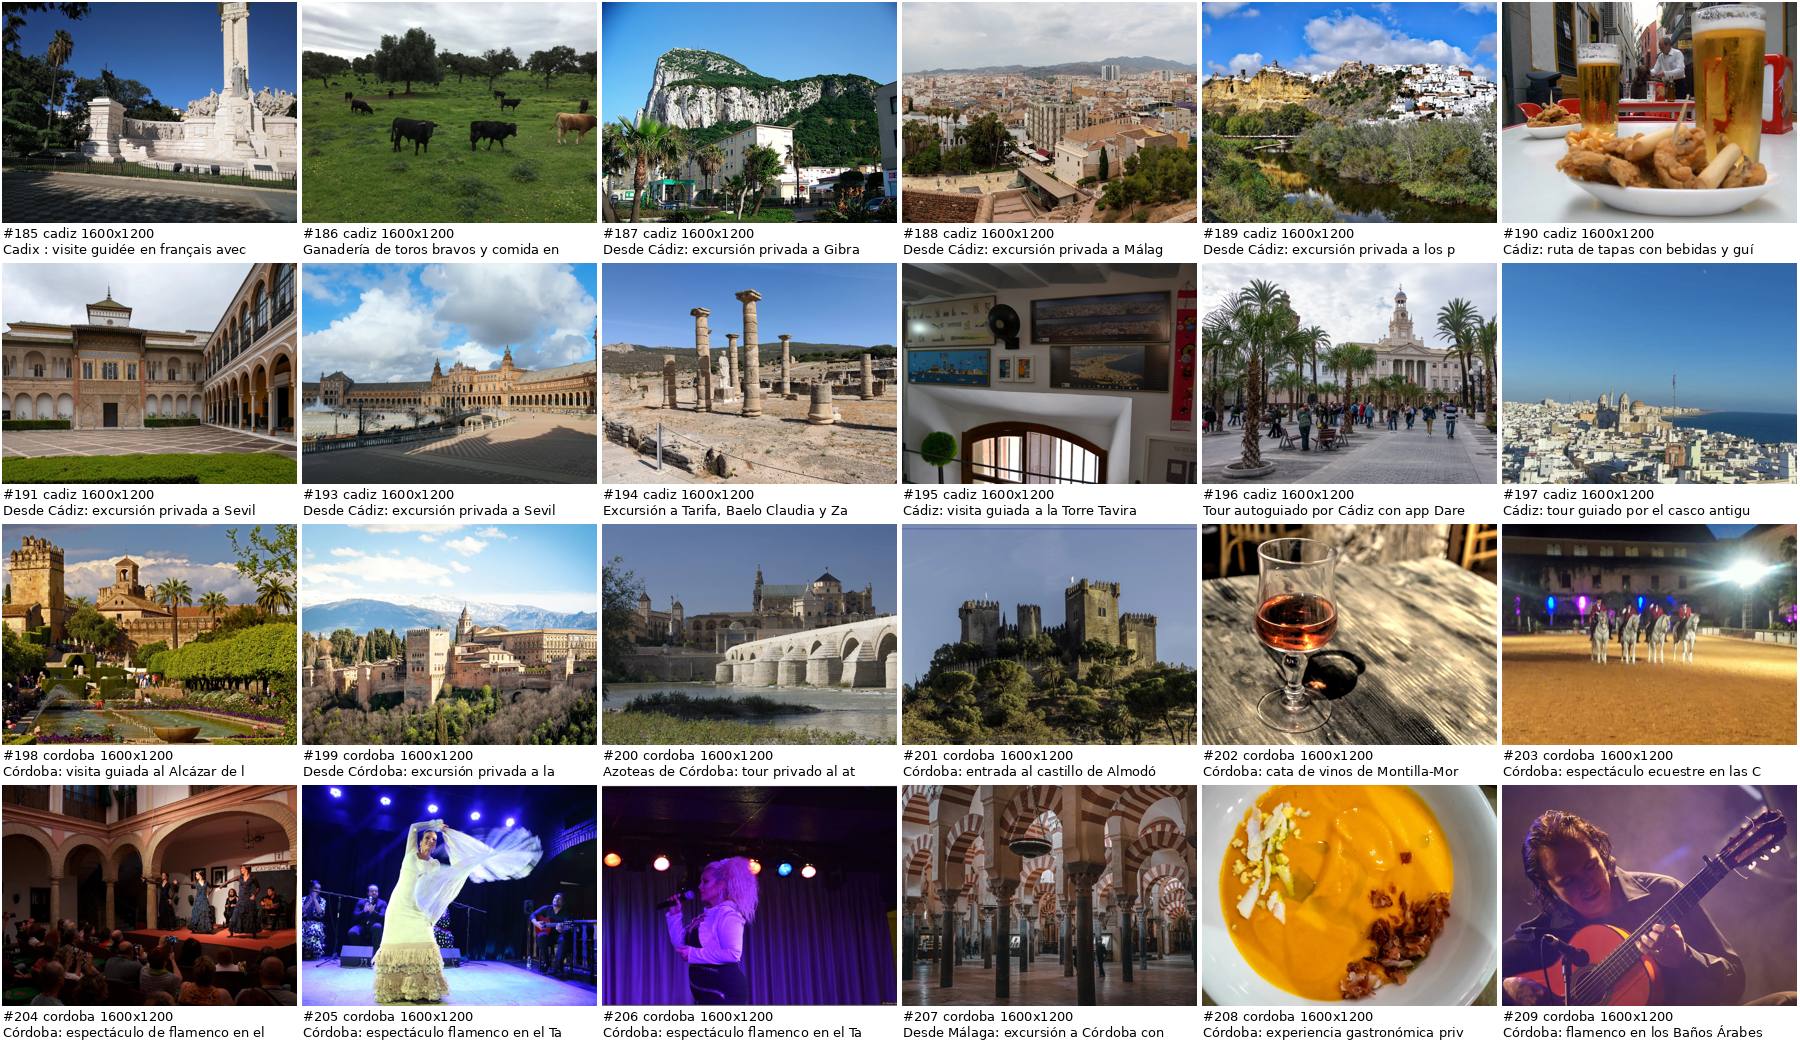 #185 cadiz 1600x1200
Cadix : visite guidée en français avec
#186 cadiz 1600x1200
Ganadería de toros bravos y comida en
#187 cadiz 1600x1200
Desde Cádiz: excursión privada a Gibra
#188 cadiz 1600x1200
Desde Cádiz: excursión privada a Málag
#189 cadiz 1600x1200
Desde Cádiz: excursión privada a los p
#190 cadiz 1600x1200
Cádiz: ruta de tapas con bebidas y guí
#191 cadiz 1600x1200
Desde Cádiz: excursión privada a Sevil
#193 cadiz 1600x1200
Desde Cádiz: excursión privada a Sevil
#194 cadiz 1600x1200
Excursión a Tarifa, Baelo Claudia y Za
#195 cadiz 1600x1200
Cádiz: visita guiada a la Torre Tavira
#196 cadiz 1600x1200
Tour autoguiado por Cádiz con app Dare
#197 cadiz 1600x1200
Cádiz: tour guiado por el casco antigu
#198 cordoba 1600x1200
Córdoba: visita guiada al Alcázar de l
#199 cordoba 1600x1200
Desde Córdoba: excursión privada a la
#200 cordoba 1600x1200
Azoteas de Córdoba: tour privado al at
#201 cordoba 1600x1200
Córdoba: entrada al castillo de Almodó
#202 cordoba 1600x1200
Córdoba: cata de vinos de Montilla-Mor
#203 cordoba 1600x1200
Córdoba: espectáculo ecuestre en las C
#204 cordoba 1600x1200
Córdoba: espectáculo de flamenco en el
#205 cordoba 1600x1200
Córdoba: espectáculo flamenco en el Ta
#206 cordoba 1600x1200
Córdoba: espectáculo flamenco en el Ta
#207 cordoba 1600x1200
Desde Málaga: excursión a Córdoba con
#208 cordoba 1600x1200
Córdoba: experiencia gastronómica priv
#209 cordoba 1600x1200
Córdoba: flamenco en los Baños Árabes